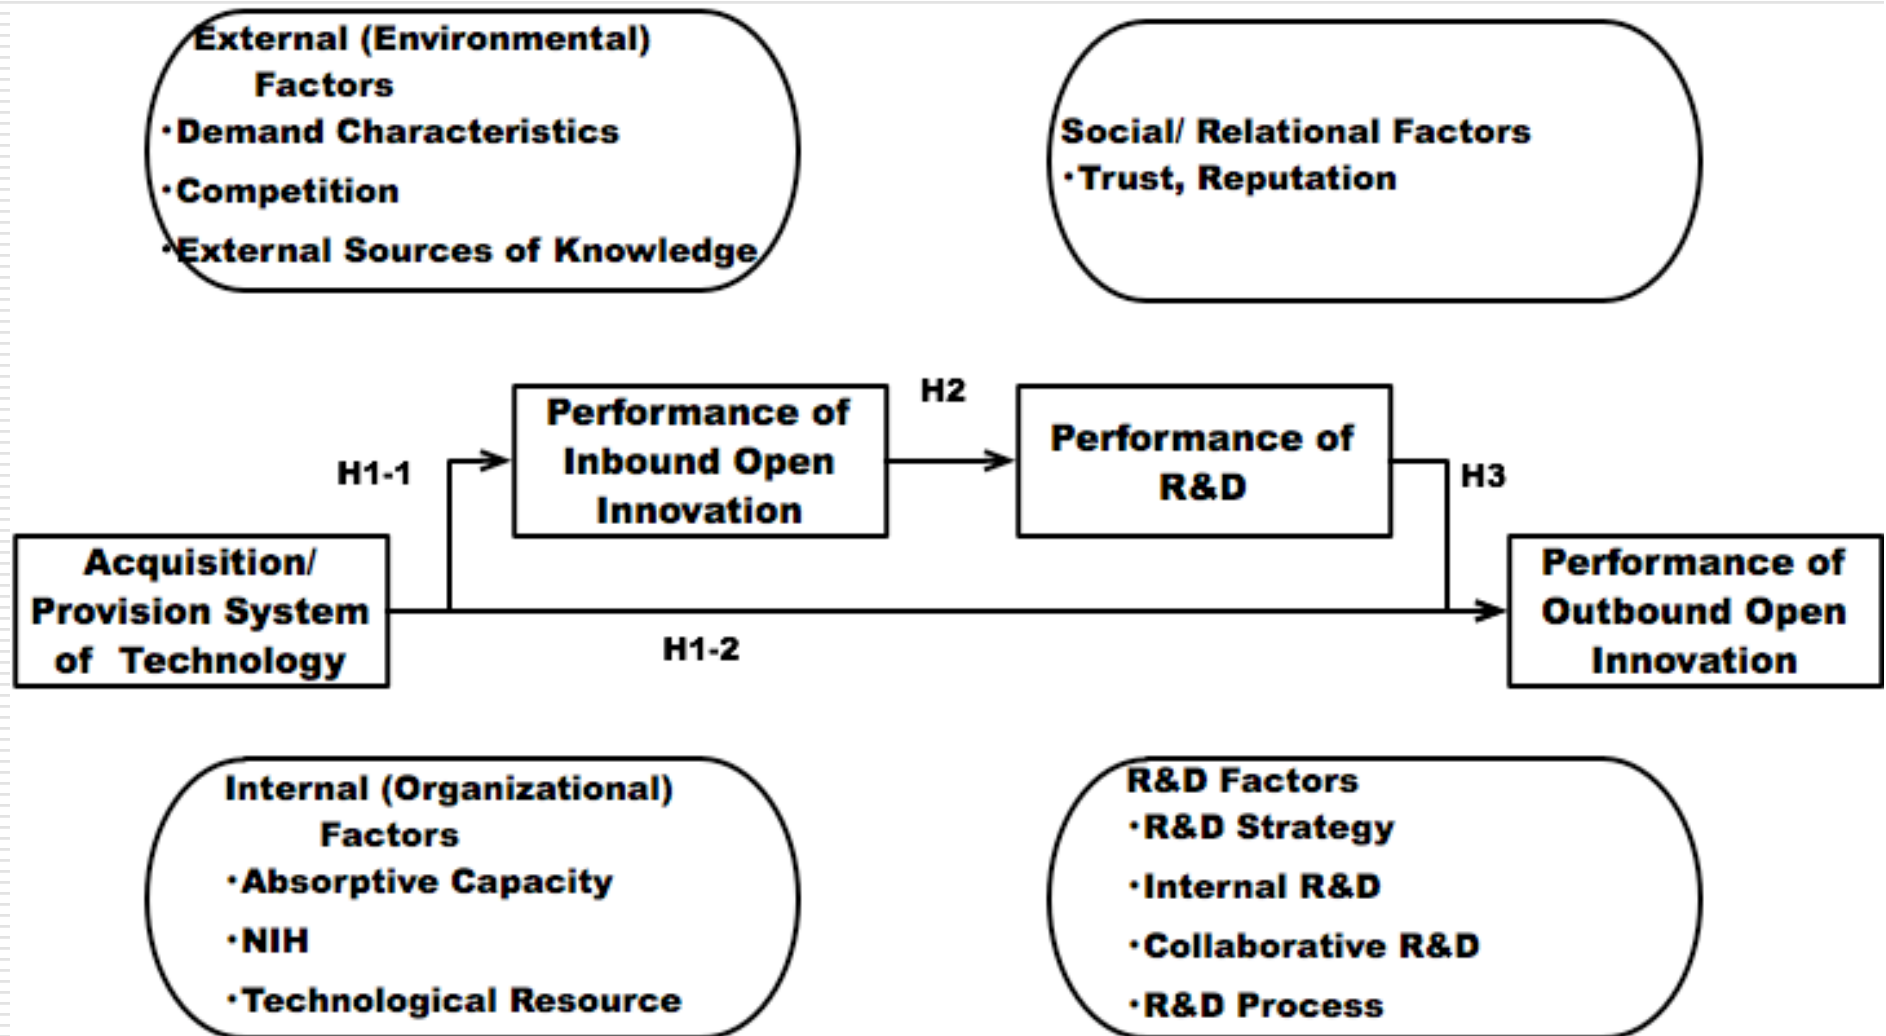 External (Environmental)
Factors
・Demand Characteristics
・Competition
・External Sources of Knowledge
Social/ Relational Factors
・Trust, Reputation
H1-1
Performance of
Inbound Open
Innovation
H2
Performance of
R&D
H3
Acquisition/
Provision System
of Technology
H1-2
Performance of
Outbound Open
Innovation
Internal (Organizational)
Factors
・Absorptive Capacity
・NIH
・Technological Resource
R&D Factors
・R&D Strategy
・Internal R&D
・Collaborative R&D
・R&D Process